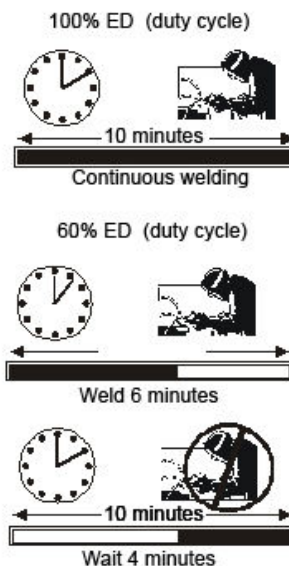 100% ED (duty cycle)
10 minutes
Continuous welding
60% ED (duty cycle)
Weld 6 minutes
10 minutes
Wait 4 minutes